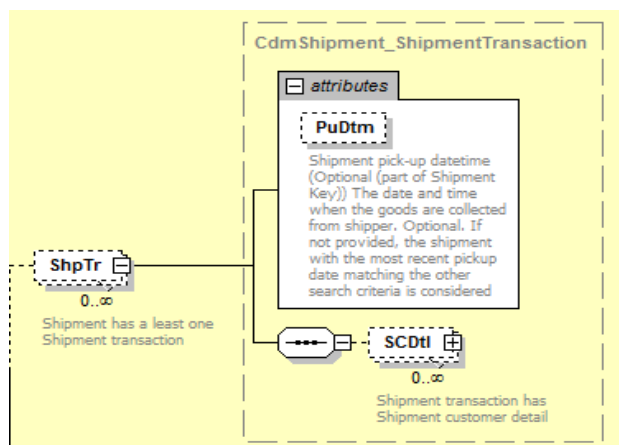 CdmShipment_ShipmentTransaction
attributes
PuDtm
Shipment pick-up datetime
(Optional (part of Shipment
Key)) The date and time
when the goods are collected
from shipper. Optional. If
not provided, the shipment
with the most recent pickup
date matching the other
search criteria is considered
ShpTr
0..∞
Shipment has a least one
Shipment transaction
SCDtl
0..∞
Shipment transaction has
Shipment customer detail